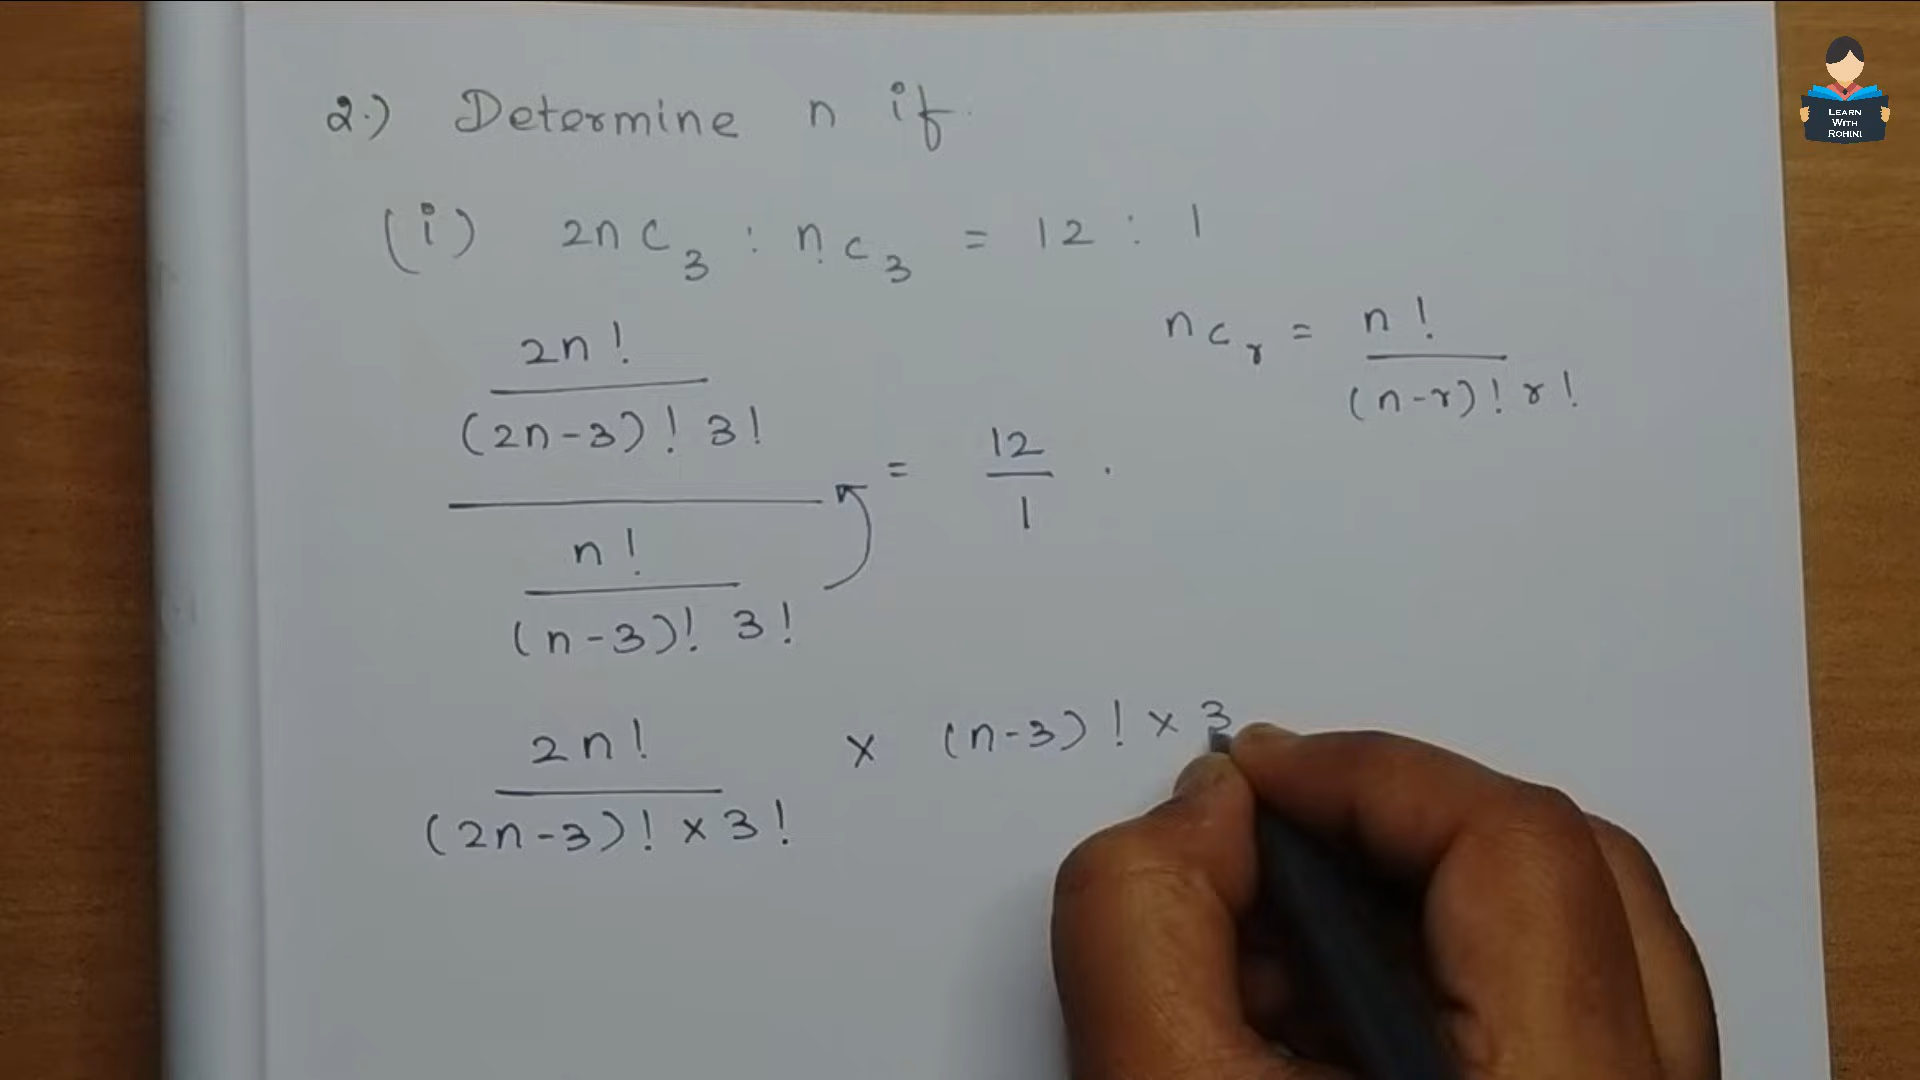 2.) Determine n if
(i) 2nC₃ : nC₃ = 12 : 1
nCᵣ = n! / (n-r)! r!
2n!
(2n-3)! 3!
n!
(n-3)! 3!
= 12 / 1
2n! × (n-3)! × 3
(2n-3)! × 3!
LEARN
WITH
ROHINI